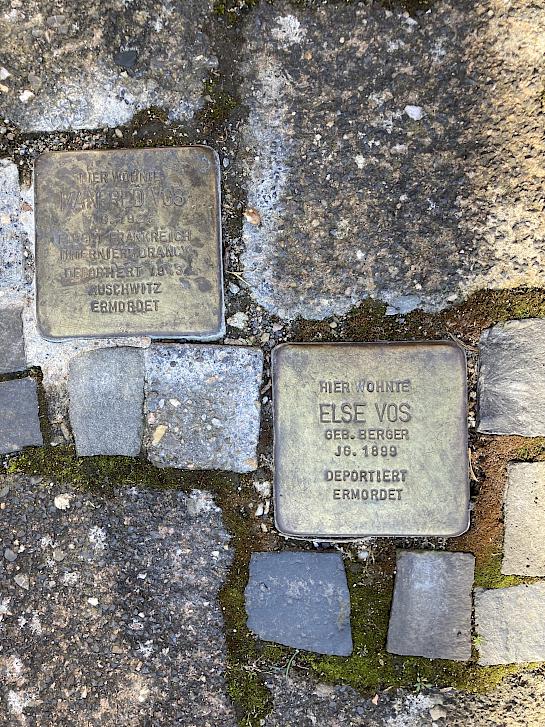 HIER WOHNTE
MANFRED VOS
FRANKREICH
INTERNIERT DRANCY
DEPORTIERT
AUSCHWITZ
ERMORDET
HIER WOHNTE
ELSE VOS
GEB. BERGER
JG. 1899
DEPORTIERT
ERMORDET